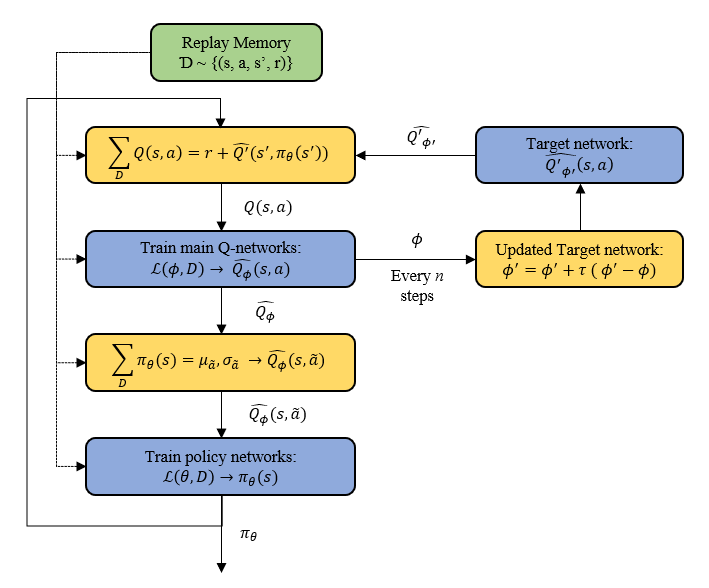 Replay Memory
D ~ {(s, a, s', r)}
∑_D Q(s, a) = r + Q̂'(s', π_θ(s'))
Q̂'_ϕ'
Target network:
Q̂'_ϕ'(s, a)
Q(s, a)
Train main Q-networks:
ℒ(ϕ, D) → Q̂_ϕ(s, a)
ϕ
Every n
steps
Updated Target network:
ϕ' = ϕ' + τ ( ϕ' − ϕ)
Q̂_ϕ
∑_D π_θ(s) = μ_ã, σ_ã → Q̂_ϕ(s, ã)
Q̂_ϕ(s, ã)
Train policy networks:
ℒ(θ, D) → π_θ(s)
π_θ